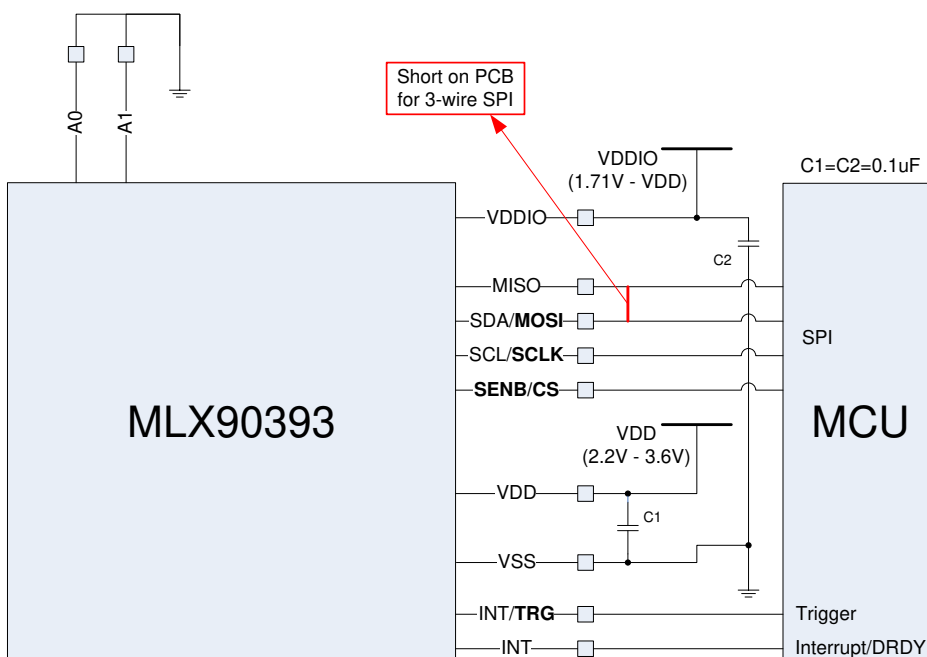 A0
A1
Short on PCB
for 3-wire SPI
VDDIO
(1.71V - VDD)
C1=C2=0.1uF
VDDIO
C2
MISO
SDA/MOSI
SPI
SCL/SCLK
SENB/CS
MLX90393
MCU
VDD
(2.2V - 3.6V)
VDD
C1
VSS
INT/TRG
Trigger
INT
Interrupt/DRDY